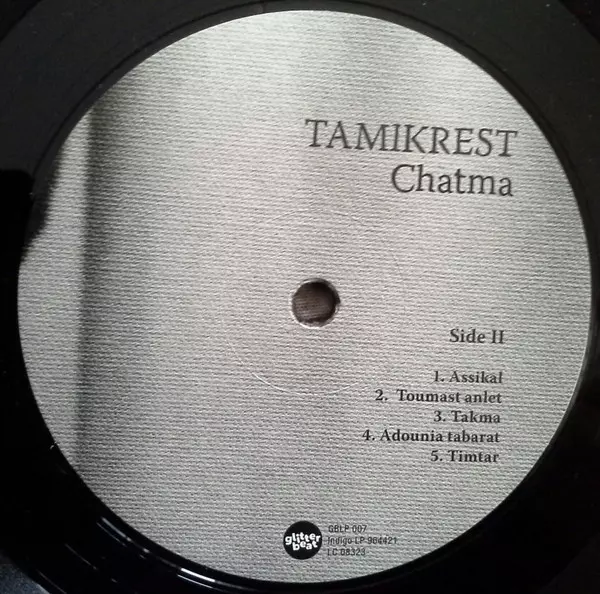 TAMIKREST
Chatma
Side II
1. Assikal
2. Toumast anlet
3. Takma
4. Adounia tabarat
5. Timtar
glitter
beat
GBLP 007
Indigo LP 984421
LC 08323